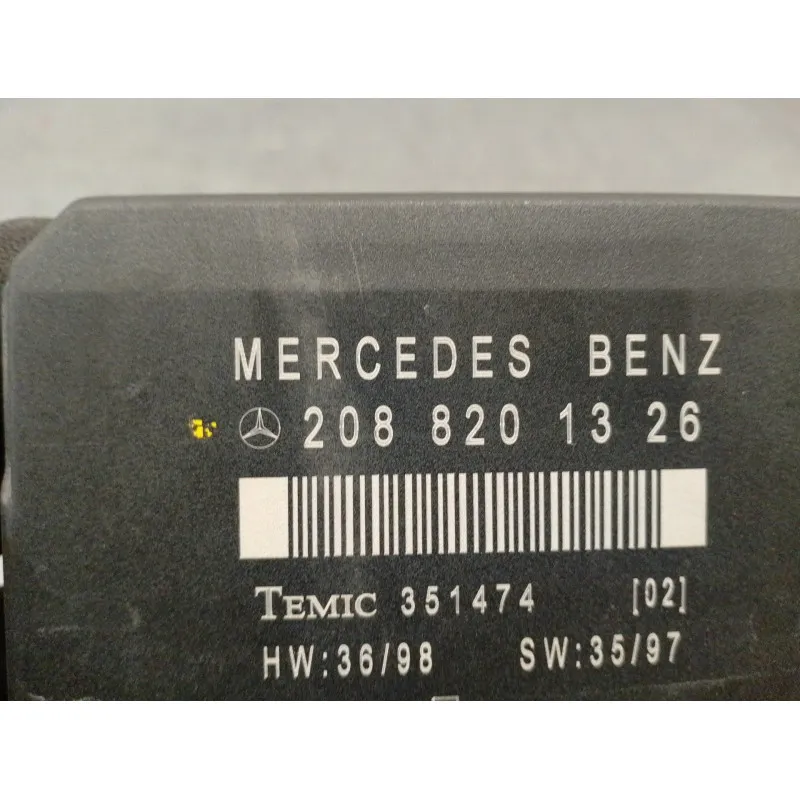 MERCEDES BENZ
208 820 13 26
TEMIC 351474 [02]
HW:36/98 SW:35/97